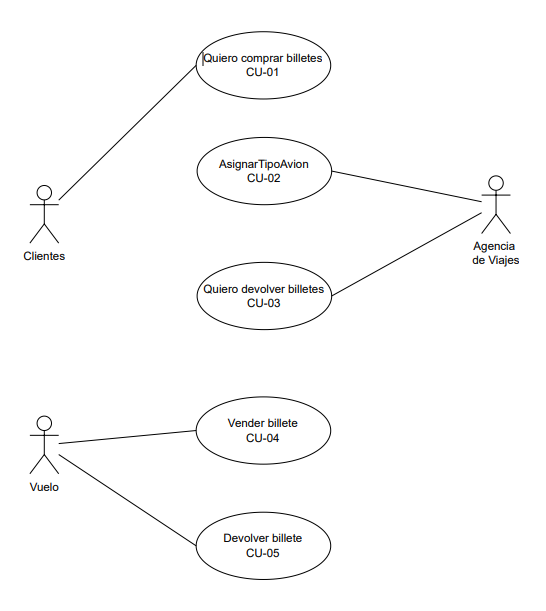 Quiero comprar billetes
CU-01
AsignarTipoAvion
CU-02
Clientes
Agencia
de Viajes
Quiero devolver billetes
CU-03
Vender billete
CU-04
Vuelo
Devolver billete
CU-05